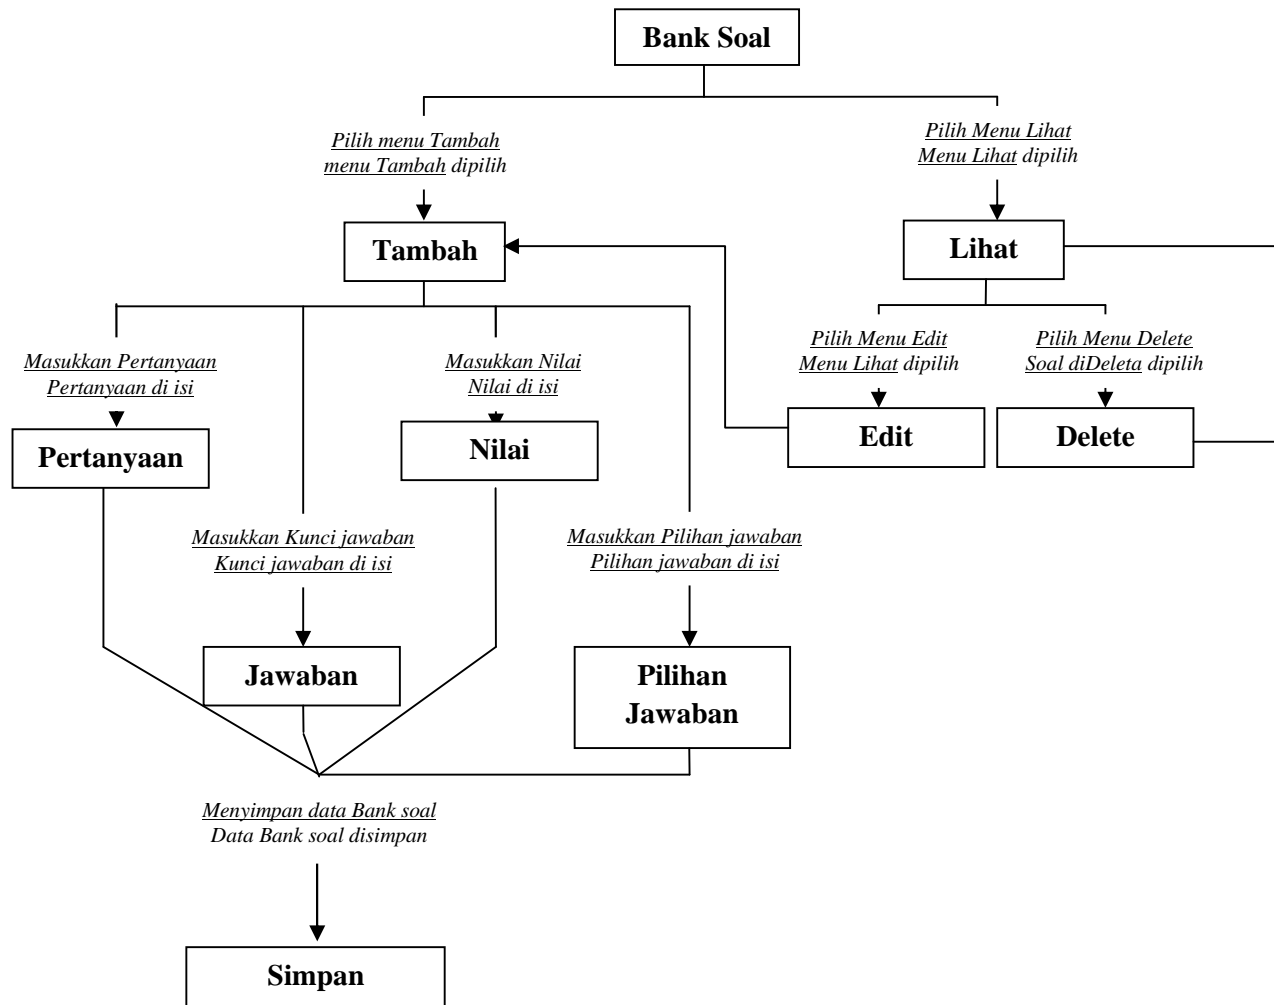 Bank Soal
Pilih menu Tambah
menu Tambah dipilih
Pilih Menu Lihat
Menu Lihat dipilih
Tambah
Lihat
Masukkan Pertanyaan
Pertanyaan di isi
Masukkan Nilai
Nilai di isi
Pilih Menu Edit
Menu Lihat dipilih
Pilih Menu Delete
Soal diDeleta dipilih
Pertanyaan
Nilai
Edit
Delete
Masukkan Kunci jawaban
Kunci jawaban di isi
Masukkan Pilihan jawaban
Pilihan jawaban di isi
Jawaban
Pilihan
Jawaban
Menyimpan data Bank soal
Data Bank soal disimpan
Simpan